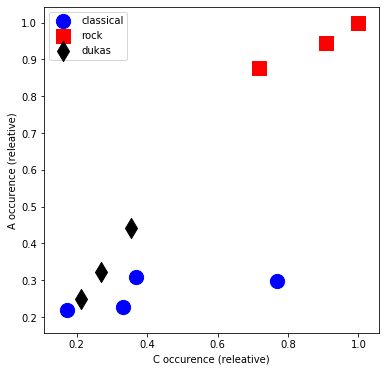 classical
rock
dukas
1.0
0.9
0.8
0.7
0.6
0.5
0.4
0.3
0.2
A occurence (releative)
0.2 0.4 0.6 0.8 1.0
C occurence (releative)